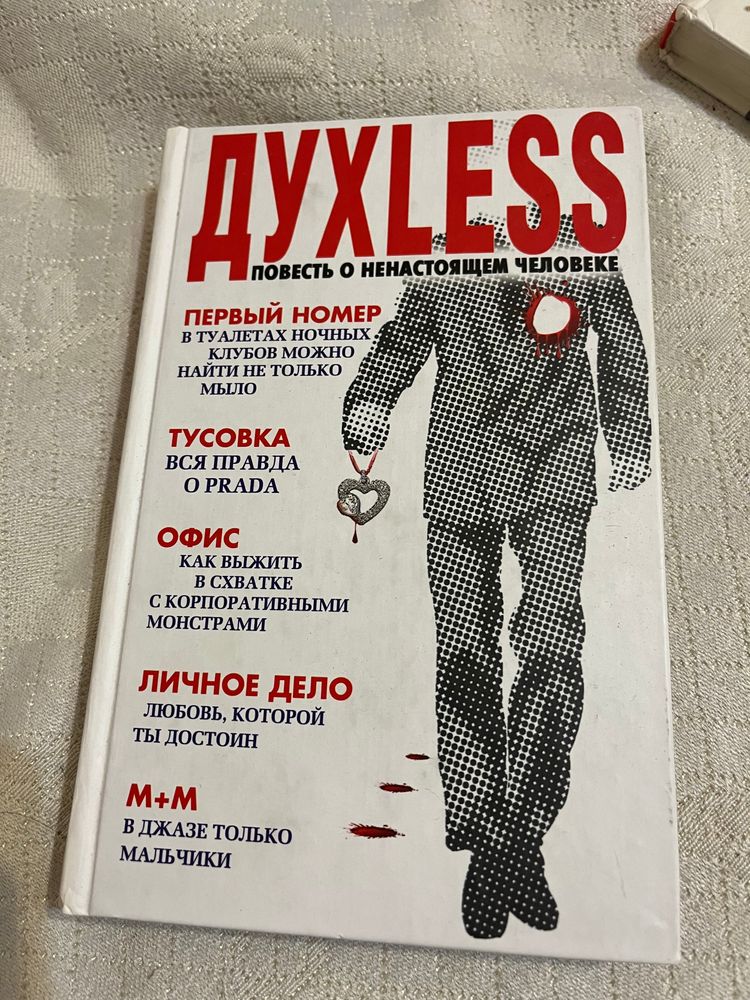 ДУХLESS
ПОВЕСТЬ О НЕНАСТОЯЩЕМ ЧЕЛОВЕКЕ
ПЕРВЫЙ НОМЕР
В ТУАЛЕТАХ НОЧНЫХ
КЛУБОВ МОЖНО
НАЙТИ НЕ ТОЛЬКО
МЫЛО
ТУСОВКА
ВСЯ ПРАВДА
О PRADA
ОФИС
КАК ВЫЖИТЬ
В СХВАТКЕ
С КОРПОРАТИВНЫМИ
МОНСТРАМИ
ЛИЧНОЕ ДЕЛО
ЛЮБОВЬ, КОТОРОЙ
ТЫ ДОСТОИН
М+М
В ДЖАЗЕ ТОЛЬКО
МАЛЬЧИКИ